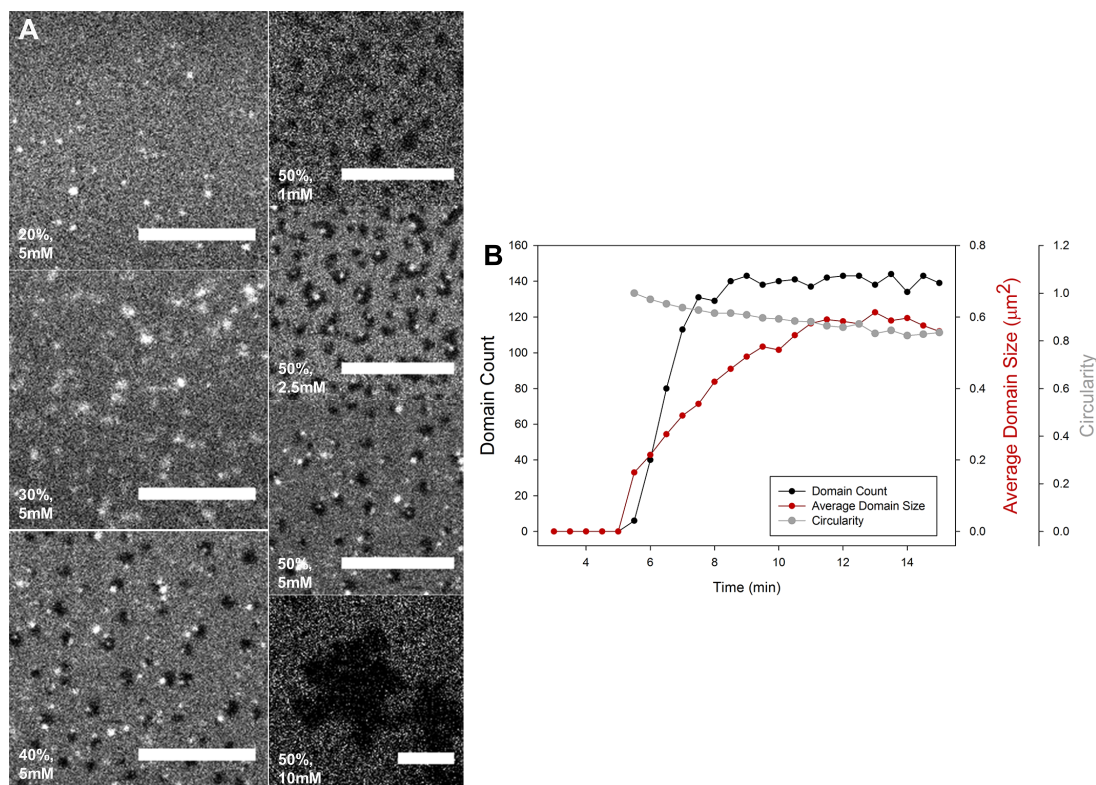 A
20%,
5mM
30%,
5mM
40%,
5mM
50%,
1mM
50%,
2.5mM
50%,
5mM
50%,
10mM
B
160
140
120
100
80
60
40
20
0
Domain Count
4 6 8 10 12 14
Time (min)
0.8
0.6
0.4
0.2
0.0
Average Domain Size (μm²)
1.2
1.0
0.8
0.6
0.4
0.2
0.0
Circularity
Domain Count
Average Domain Size
Circularity